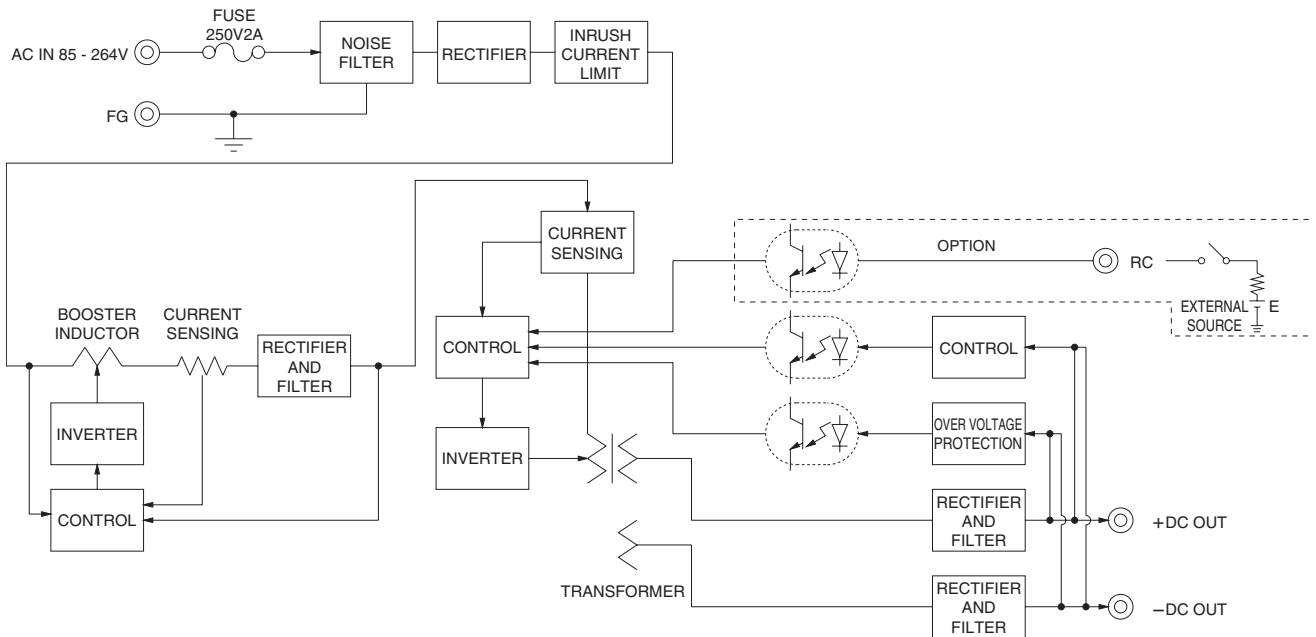 FUSE
250V2A
AC IN 85 - 264V
NOISE
FILTER
RECTIFIER
INRUSH
CURRENT
LIMIT
FG
CURRENT
SENSING
OPTION
RC
EXTERNAL
SOURCE
E
BOOSTER
INDUCTOR
CURRENT
SENSING
RECTIFIER
AND
FILTER
CONTROL
CONTROL
INVERTER
INVERTER
OVER VOLTAGE
PROTECTION
CONTROL
RECTIFIER
AND
FILTER
+DC OUT
TRANSFORMER
RECTIFIER
AND
FILTER
−DC OUT